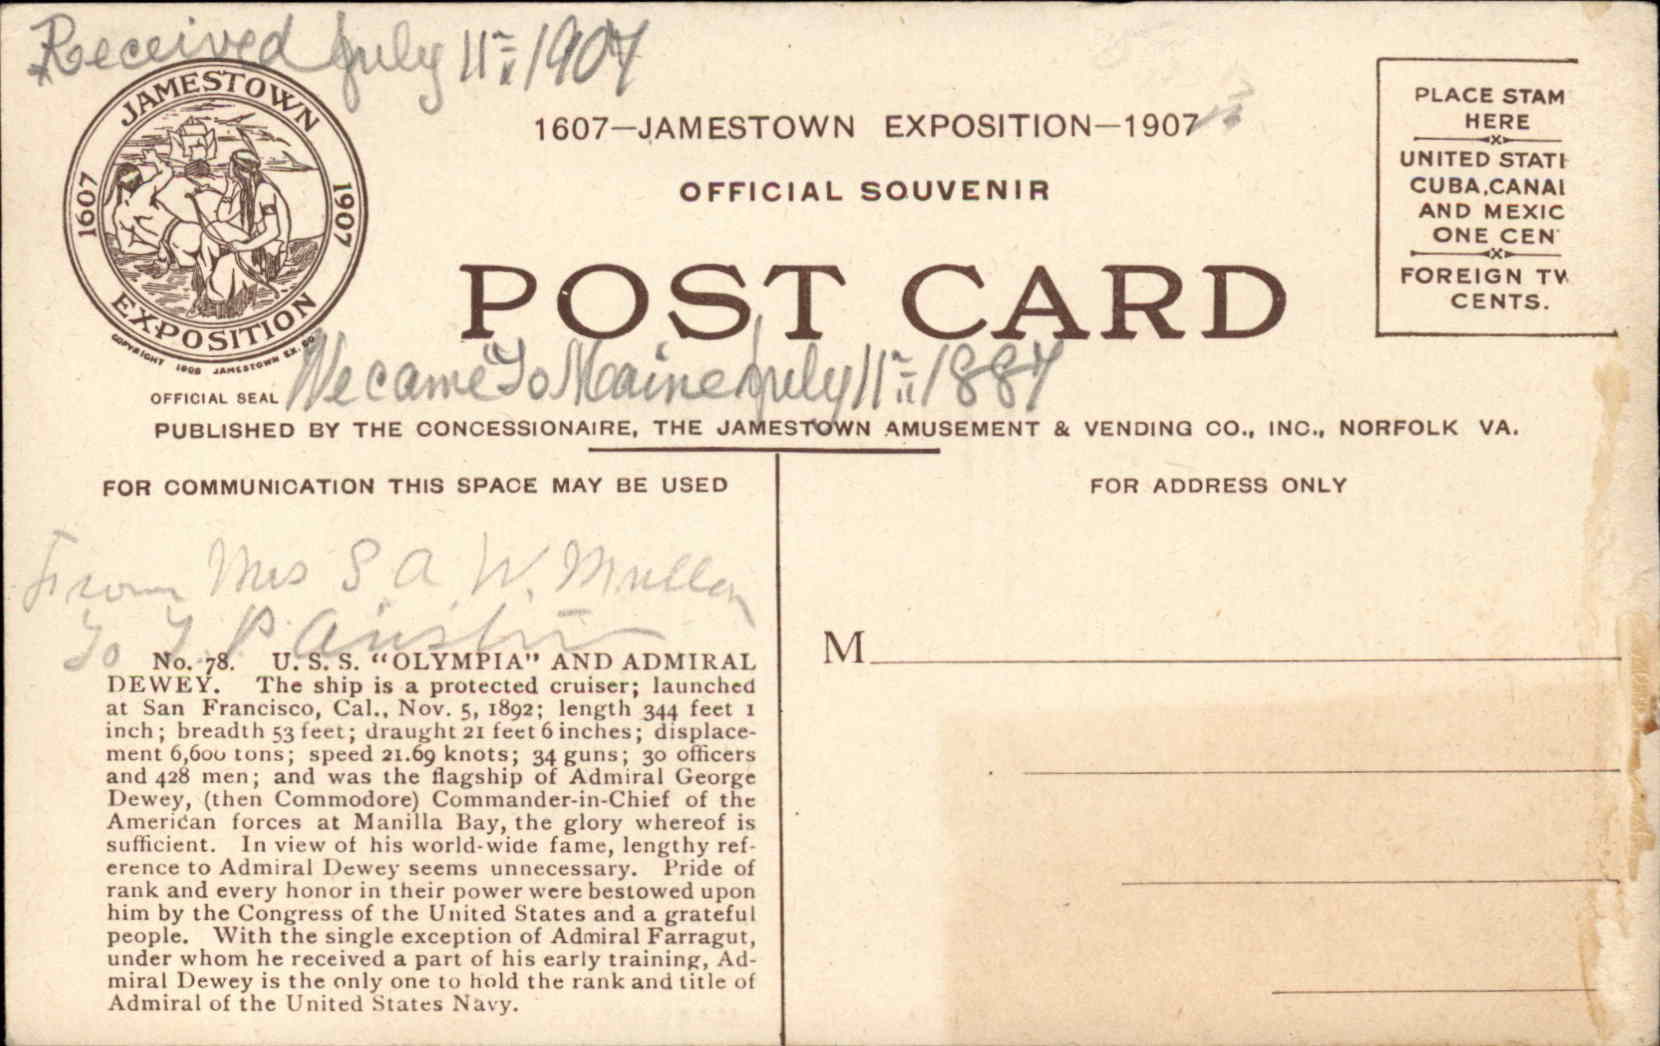 Received July 11th 1907
JAMESTOWN
1607
1907
EXPOSITION
COPYRIGHT 1906 JAMESTOWN EX. CO.
OFFICIAL SEAL
1607—JAMESTOWN EXPOSITION—1907
OFFICIAL SOUVENIR
POST CARD
PLACE STAM
HERE
UNITED STATE
CUBA, CANA
AND MEXIC
ONE CEN
FOREIGN TW
CENTS.
We came To Maine July 11th 1887
PUBLISHED BY THE CONCESSIONAIRE, THE JAMESTOWN AMUSEMENT & VENDING CO., INC., NORFOLK VA.
FOR COMMUNICATION THIS SPACE MAY BE USED
FOR ADDRESS ONLY
From Mrs S. A. W. Mullen
To T. P. Austin
No. 78. U. S. S. "OLYMPIA" AND ADMIRAL
DEWEY. The ship is a protected cruiser; launched
at San Francisco, Cal., Nov. 5, 1892; length 344 feet 1
inch; breadth 53 feet; draught 21 feet 6 inches; displace-
ment 6,600 tons; speed 21.69 knots; 34 guns; 30 officers
and 428 men; and was the flagship of Admiral George
Dewey, (then Commodore) Commander-in-Chief of the
American forces at Manilla Bay, the glory whereof is
sufficient. In view of his world-wide fame, lengthy ref-
erence to Admiral Dewey seems unnecessary. Pride of
rank and every honor in their power were bestowed upon
him by the Congress of the United States and a grateful
people. With the single exception of Admiral Farragut,
under whom he received a part of his early training, Ad-
miral Dewey is the only one to hold the rank and title of
Admiral of the United States Navy.
M